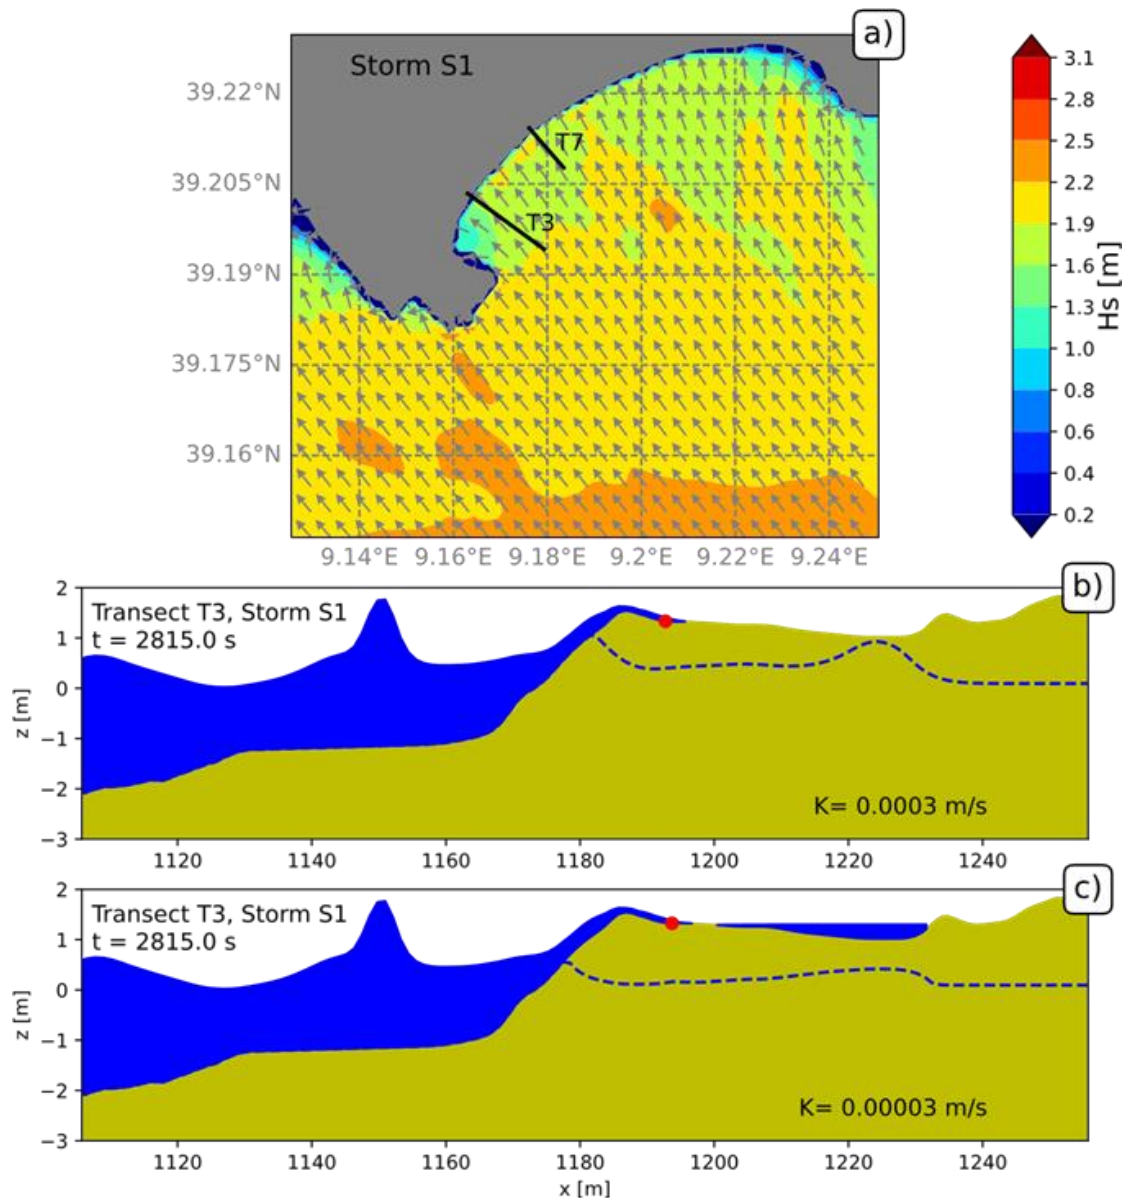 a)
Storm S1
39.22°N
39.205°N
39.19°N
39.175°N
39.16°N
T7
T3
9.14°E 9.16°E 9.18°E 9.2°E 9.22°E 9.24°E
3.1
2.8
2.5
2.2
1.9
1.6
1.3
1.0
0.8
0.6
0.4
0.2
Hs [m]
b)
Transect T3, Storm S1
t = 2815.0 s
K= 0.0003 m/s
z [m]
2
1
0
−1
−2
−3
1120 1140 1160 1180 1200 1220 1240
c)
Transect T3, Storm S1
t = 2815.0 s
K= 0.00003 m/s
z [m]
2
1
0
−1
−2
−3
1120 1140 1160 1180 1200 1220 1240
x [m]